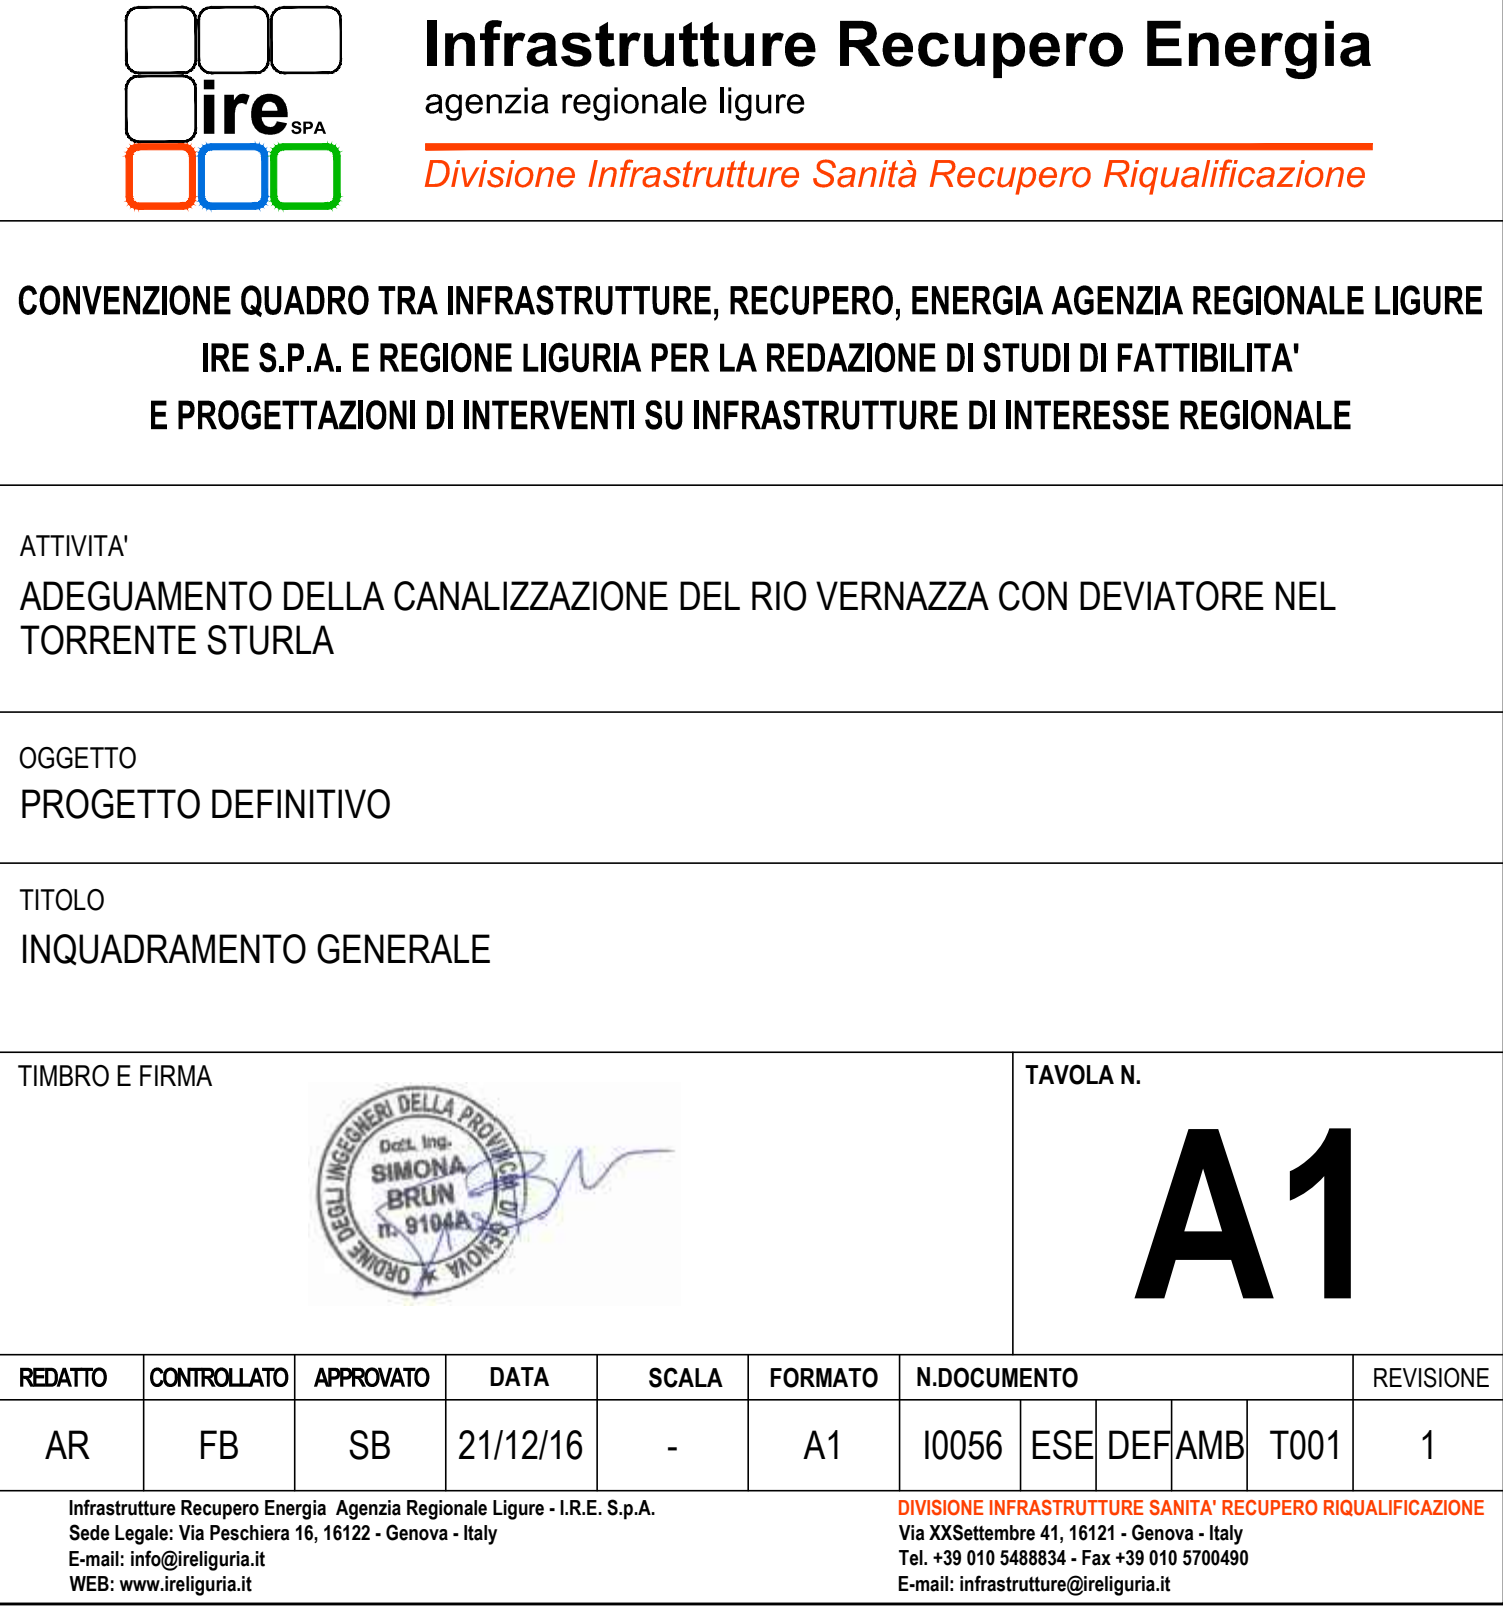 ire SPA
Infrastrutture Recupero Energia
agenzia regionale ligure
Divisione Infrastrutture Sanità Recupero Riqualificazione
CONVENZIONE QUADRO TRA INFRASTRUTTURE, RECUPERO, ENERGIA AGENZIA REGIONALE LIGURE
IRE S.P.A. E REGIONE LIGURIA PER LA REDAZIONE DI STUDI DI FATTIBILITA'
E PROGETTAZIONI DI INTERVENTI SU INFRASTRUTTURE DI INTERESSE REGIONALE
ATTIVITA'
ADEGUAMENTO DELLA CANALIZZAZIONE DEL RIO VERNAZZA CON DEVIATORE NEL
TORRENTE STURLA
OGGETTO
PROGETTO DEFINITIVO
TITOLO
INQUADRAMENTO GENERALE
TIMBRO E FIRMA
ORDINE DEGLI INGEGNERI DELLA PROVINCIA DI GENOVA
Dott. Ing.
SIMONA
BRUN
n. 9104A
TAVOLA N.
A1
REDATTO CONTROLLATO APPROVATO DATA SCALA FORMATO N.DOCUMENTO REVISIONE
AR FB SB 21/12/16 - A1 I0056 ESE DEF AMB T001 1
Infrastrutture Recupero Energia Agenzia Regionale Ligure - I.R.E. S.p.A.
Sede Legale: Via Peschiera 16, 16122 - Genova - Italy
E-mail: info@ireliguria.it
WEB: www.ireliguria.it
DIVISIONE INFRASTRUTTURE SANITA' RECUPERO RIQUALIFICAZIONE
Via XXSettembre 41, 16121 - Genova - Italy
Tel. +39 010 5488834 - Fax +39 010 5700490
E-mail: infrastrutture@ireliguria.it